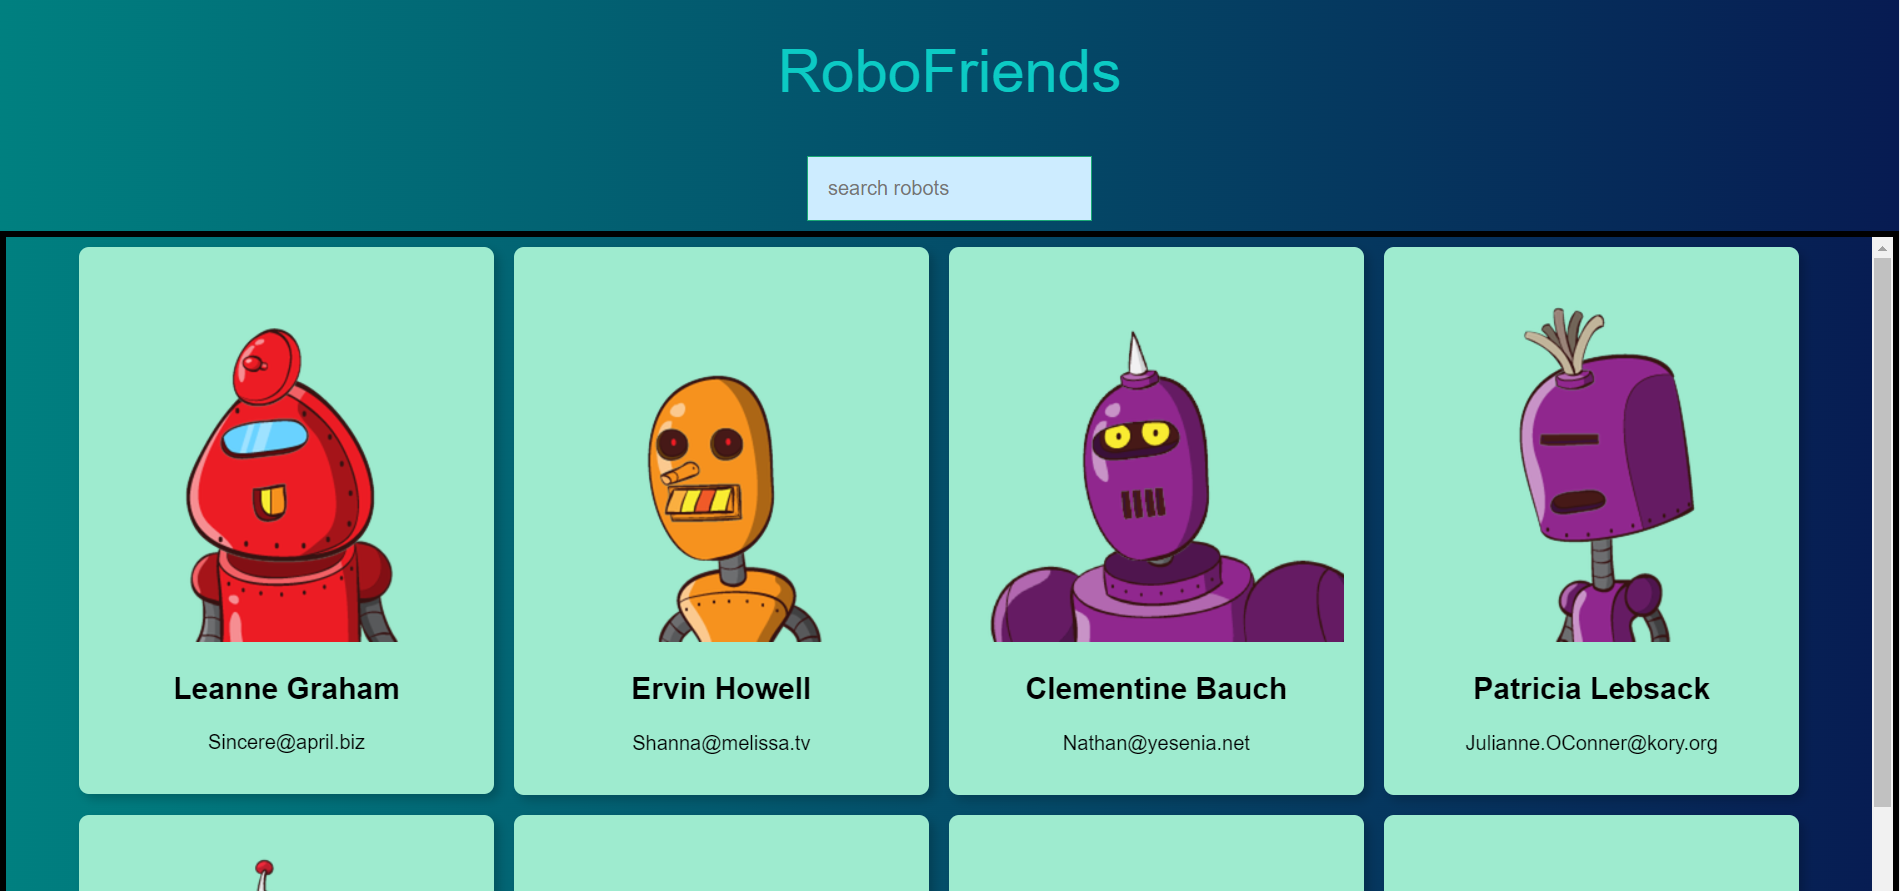 RoboFriends
search robots
Leanne Graham
Sincere@april.biz
Ervin Howell
Shanna@melissa.tv
Clementine Bauch
Nathan@yesenia.net
Patricia Lebsack
Julianne.OConner@kory.org